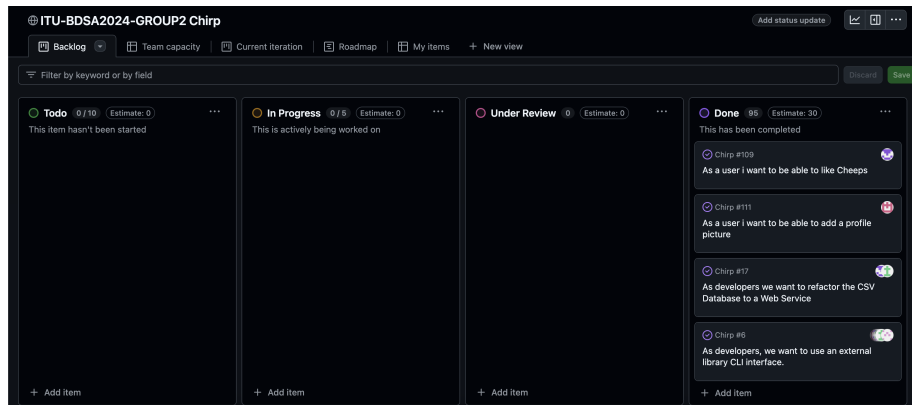 ITU-BDSA2024-GROUP2 Chirp
Add status update
Backlog
Team capacity
Current iteration
Roadmap
My items
+ New view
Filter by keyword or by field
Discard
Save
Todo 0 / 10 Estimate: 0
This item hasn't been started
In Progress 0 / 5 Estimate: 0
This is actively being worked on
Under Review 0 Estimate: 0
Done 95 Estimate: 30
This has been completed
Chirp #109
As a user i want to be able to like Cheeps
Chirp #111
As a user i want to be able to add a profile
picture
Chirp #17
As developers we want to refactor the CSV
Database to a Web Service
Chirp #6
As developers, we want to use an external
library CLI interface.
+ Add item
+ Add item
+ Add item
+ Add item